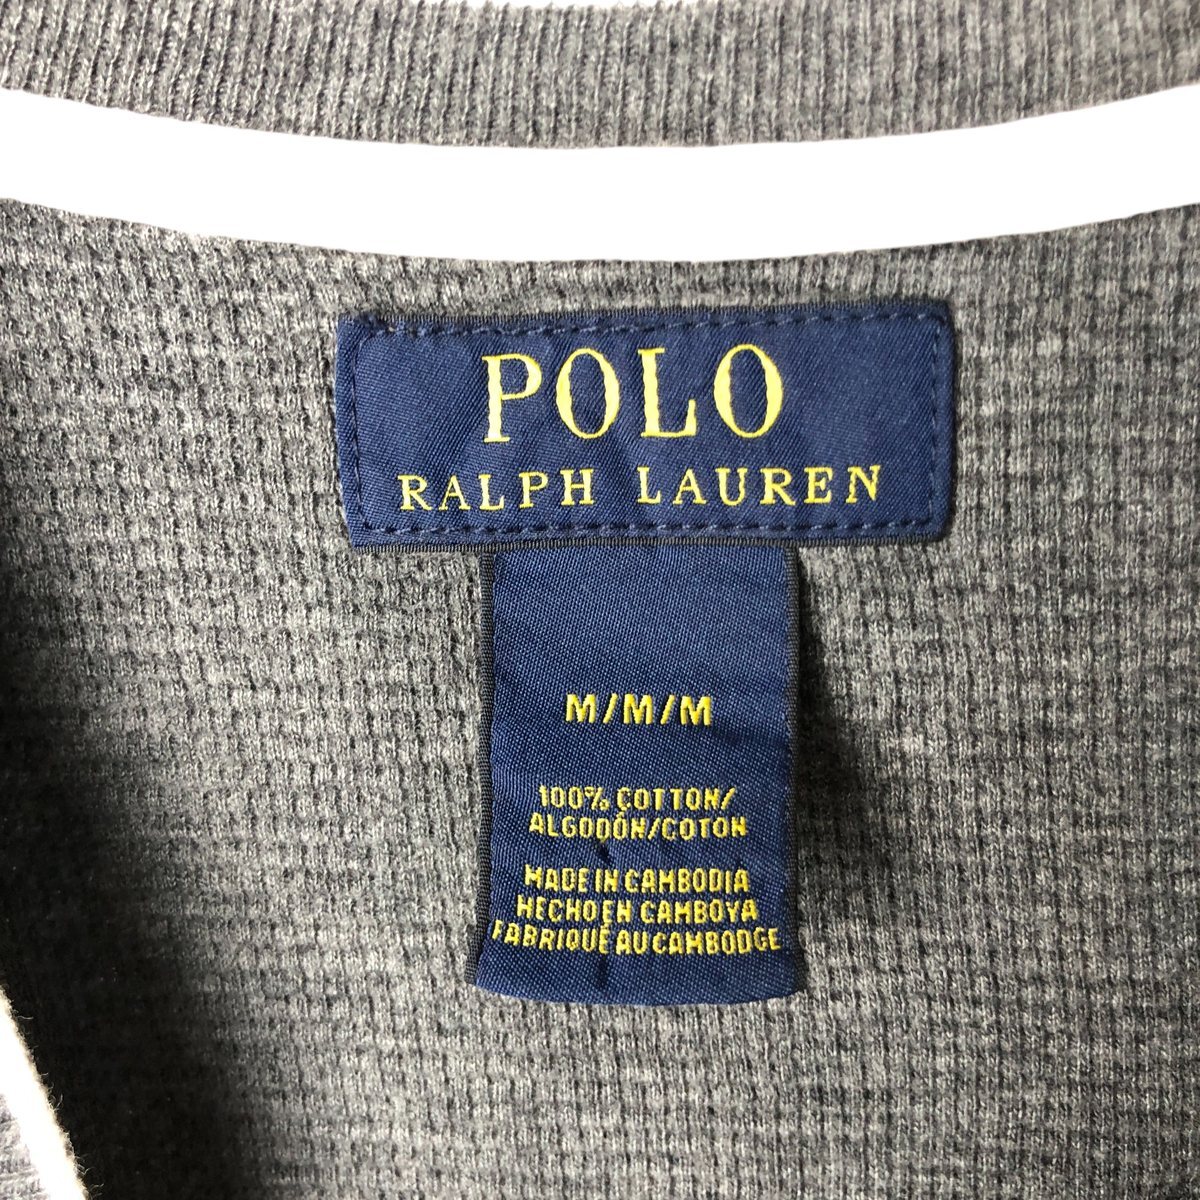 POLO
RALPH LAUREN
M/M/M
100% COTTON/
ALGODÓN/COTON
MADE IN CAMBODIA
HECHO EN CAMBOYA
FABRIQUÉ AU CAMBODGE